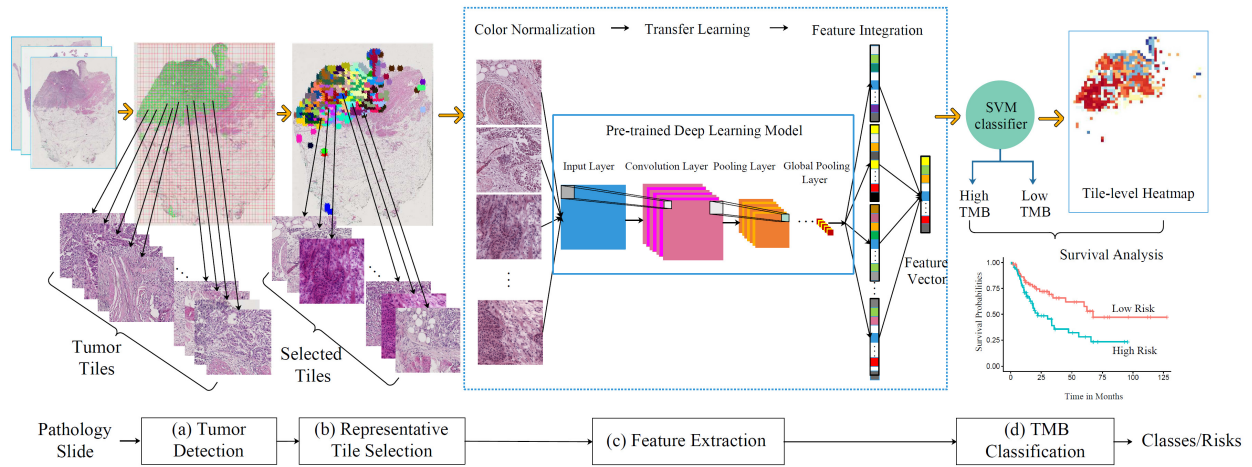 Color Normalization
Transfer Learning
Feature Integration
Pre-trained Deep Learning Model
Input Layer
Convolution Layer
Pooling Layer
Global Pooling
Layer
Feature
Vector
SVM
classifier
High
TMB
Low
TMB
Tile-level Heatmap
Tumor
Tiles
Selected
Tiles
Survival Analysis
Survival Probabilities
1.00
0.75
0.50
0.25
0.00
Low Risk
High Risk
0
25
50
75
100
125
Time in Months
Pathology
Slide
(a) Tumor
Detection
(b) Representative
Tile Selection
(c) Feature Extraction
(d) TMB
Classification
Classes/Risks